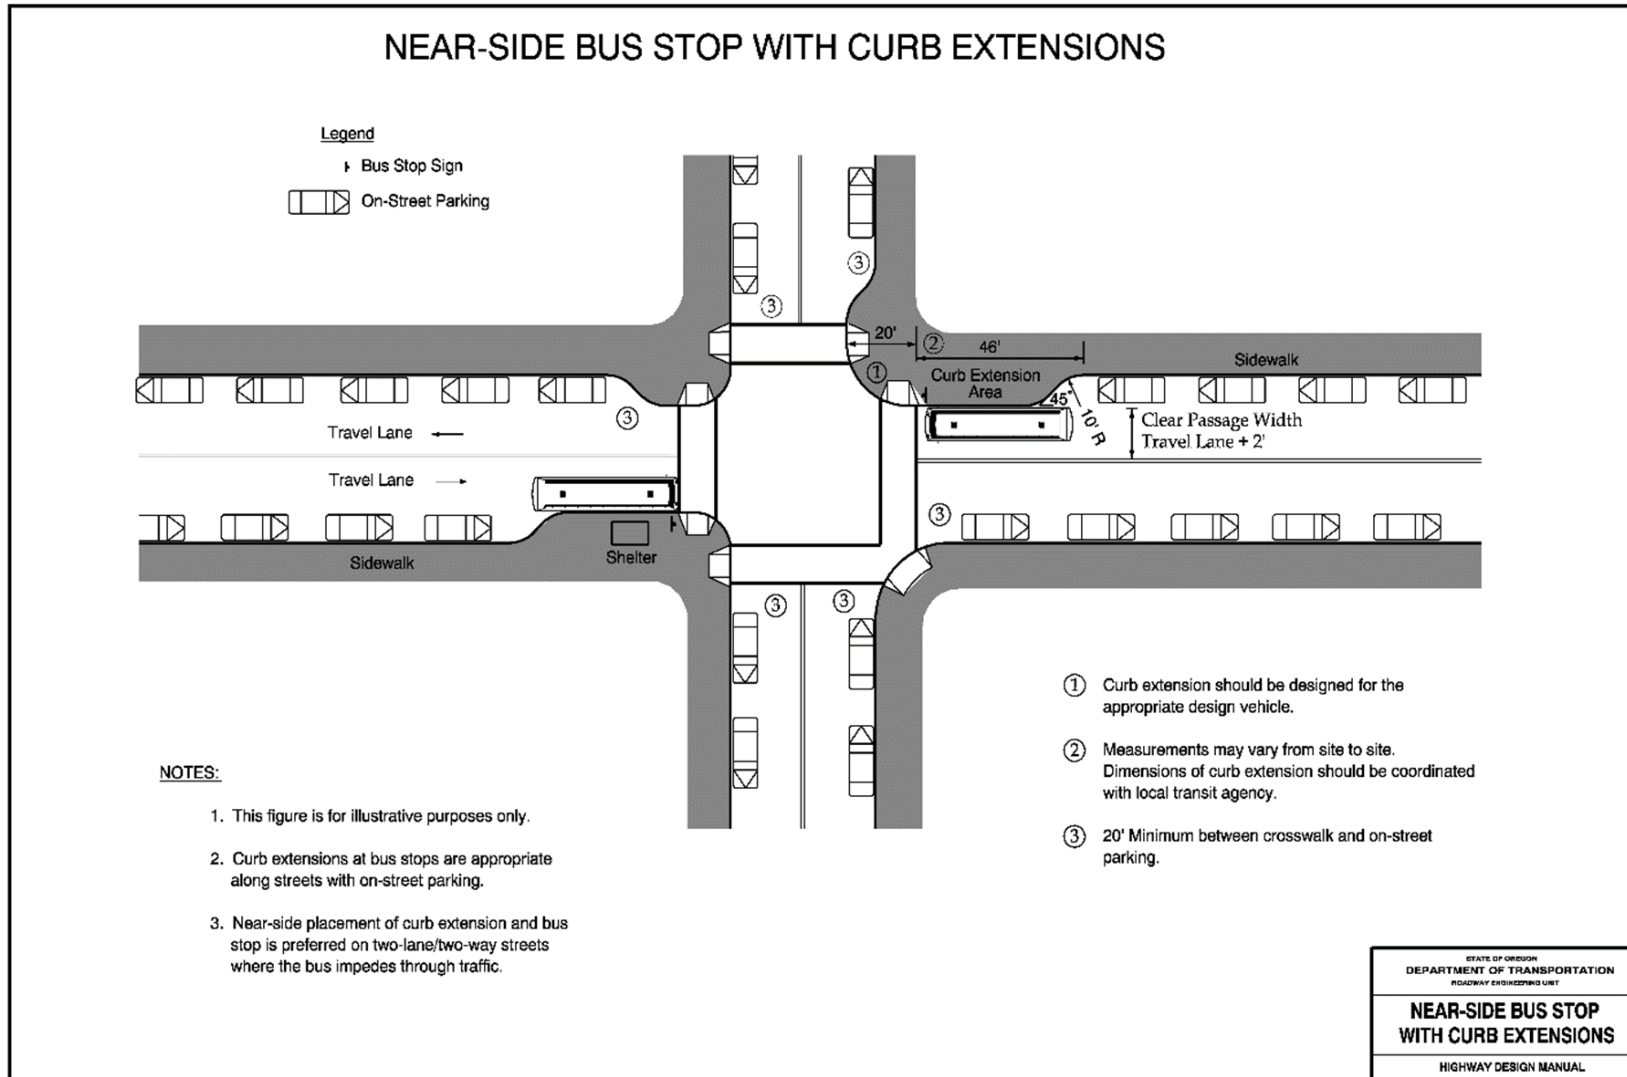 NEAR-SIDE BUS STOP WITH CURB EXTENSIONS
Legend
Bus Stop Sign
On-Street Parking
3
3
20'
2
46'
Sidewalk
1
Curb Extension
Area
45°
10' R
Clear Passage Width
Travel Lane + 2'
3
Travel Lane
Travel Lane
3
Shelter
Sidewalk
3
3
1 Curb extension should be designed for the
appropriate design vehicle.
2 Measurements may vary from site to site.
Dimensions of curb extension should be coordinated
with local transit agency.
3 20' Minimum between crosswalk and on-street
parking.
NOTES:
1. This figure is for illustrative purposes only.
2. Curb extensions at bus stops are appropriate
along streets with on-street parking.
3. Near-side placement of curb extension and bus
stop is preferred on two-lane/two-way streets
where the bus impedes through traffic.
STATE OF OREGON
DEPARTMENT OF TRANSPORTATION
ROADWAY ENGINEERING UNIT
NEAR-SIDE BUS STOP
WITH CURB EXTENSIONS
HIGHWAY DESIGN MANUAL